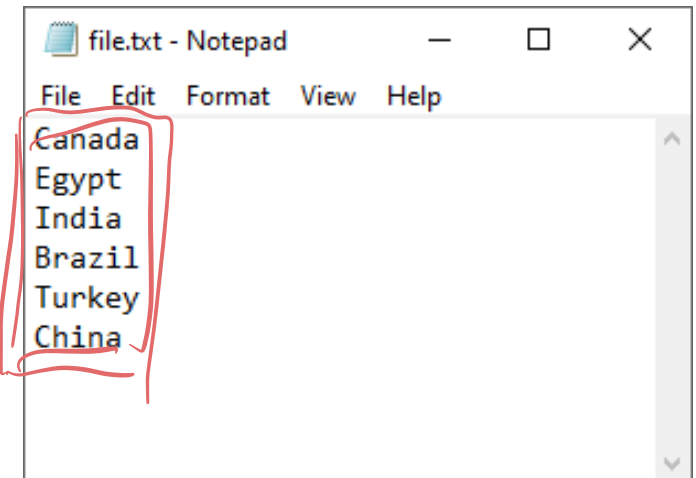 file.txt - Notepad
File Edit Format View Help
Canada
Egypt
India
Brazil
Turkey
China